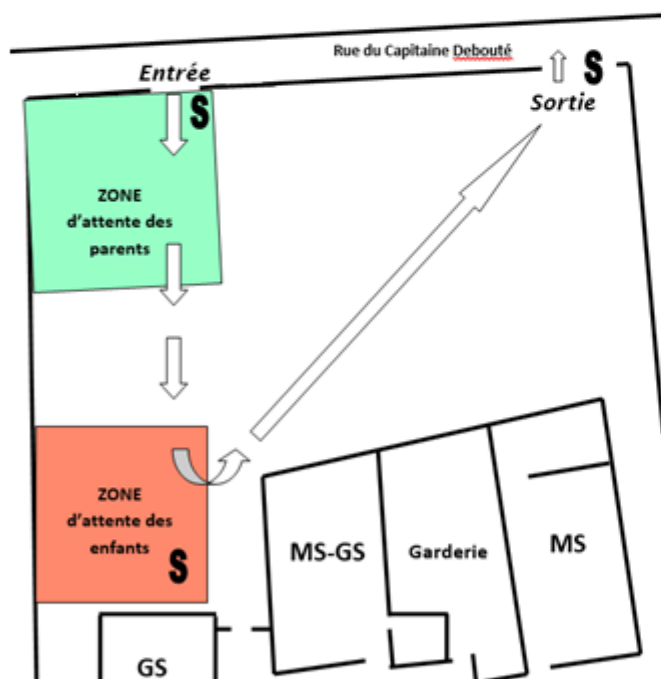 Rue du Capitaine Debouté
Entrée
S
S
Sortie
ZONE
d'attente des
parents
ZONE
d'attente des
enfants
S
MS-GS
Garderie
MS
GS